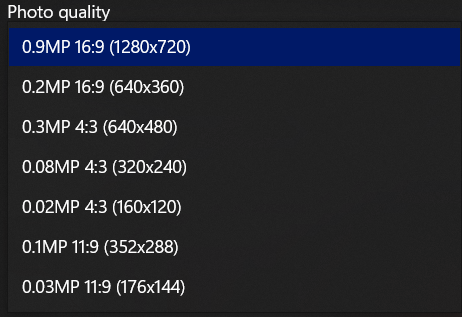 Photo quality
0.9MP 16:9 (1280x720)
0.2MP 16:9 (640x360)
0.3MP 4:3 (640x480)
0.08MP 4:3 (320x240)
0.02MP 4:3 (160x120)
0.1MP 11:9 (352x288)
0.03MP 11:9 (176x144)